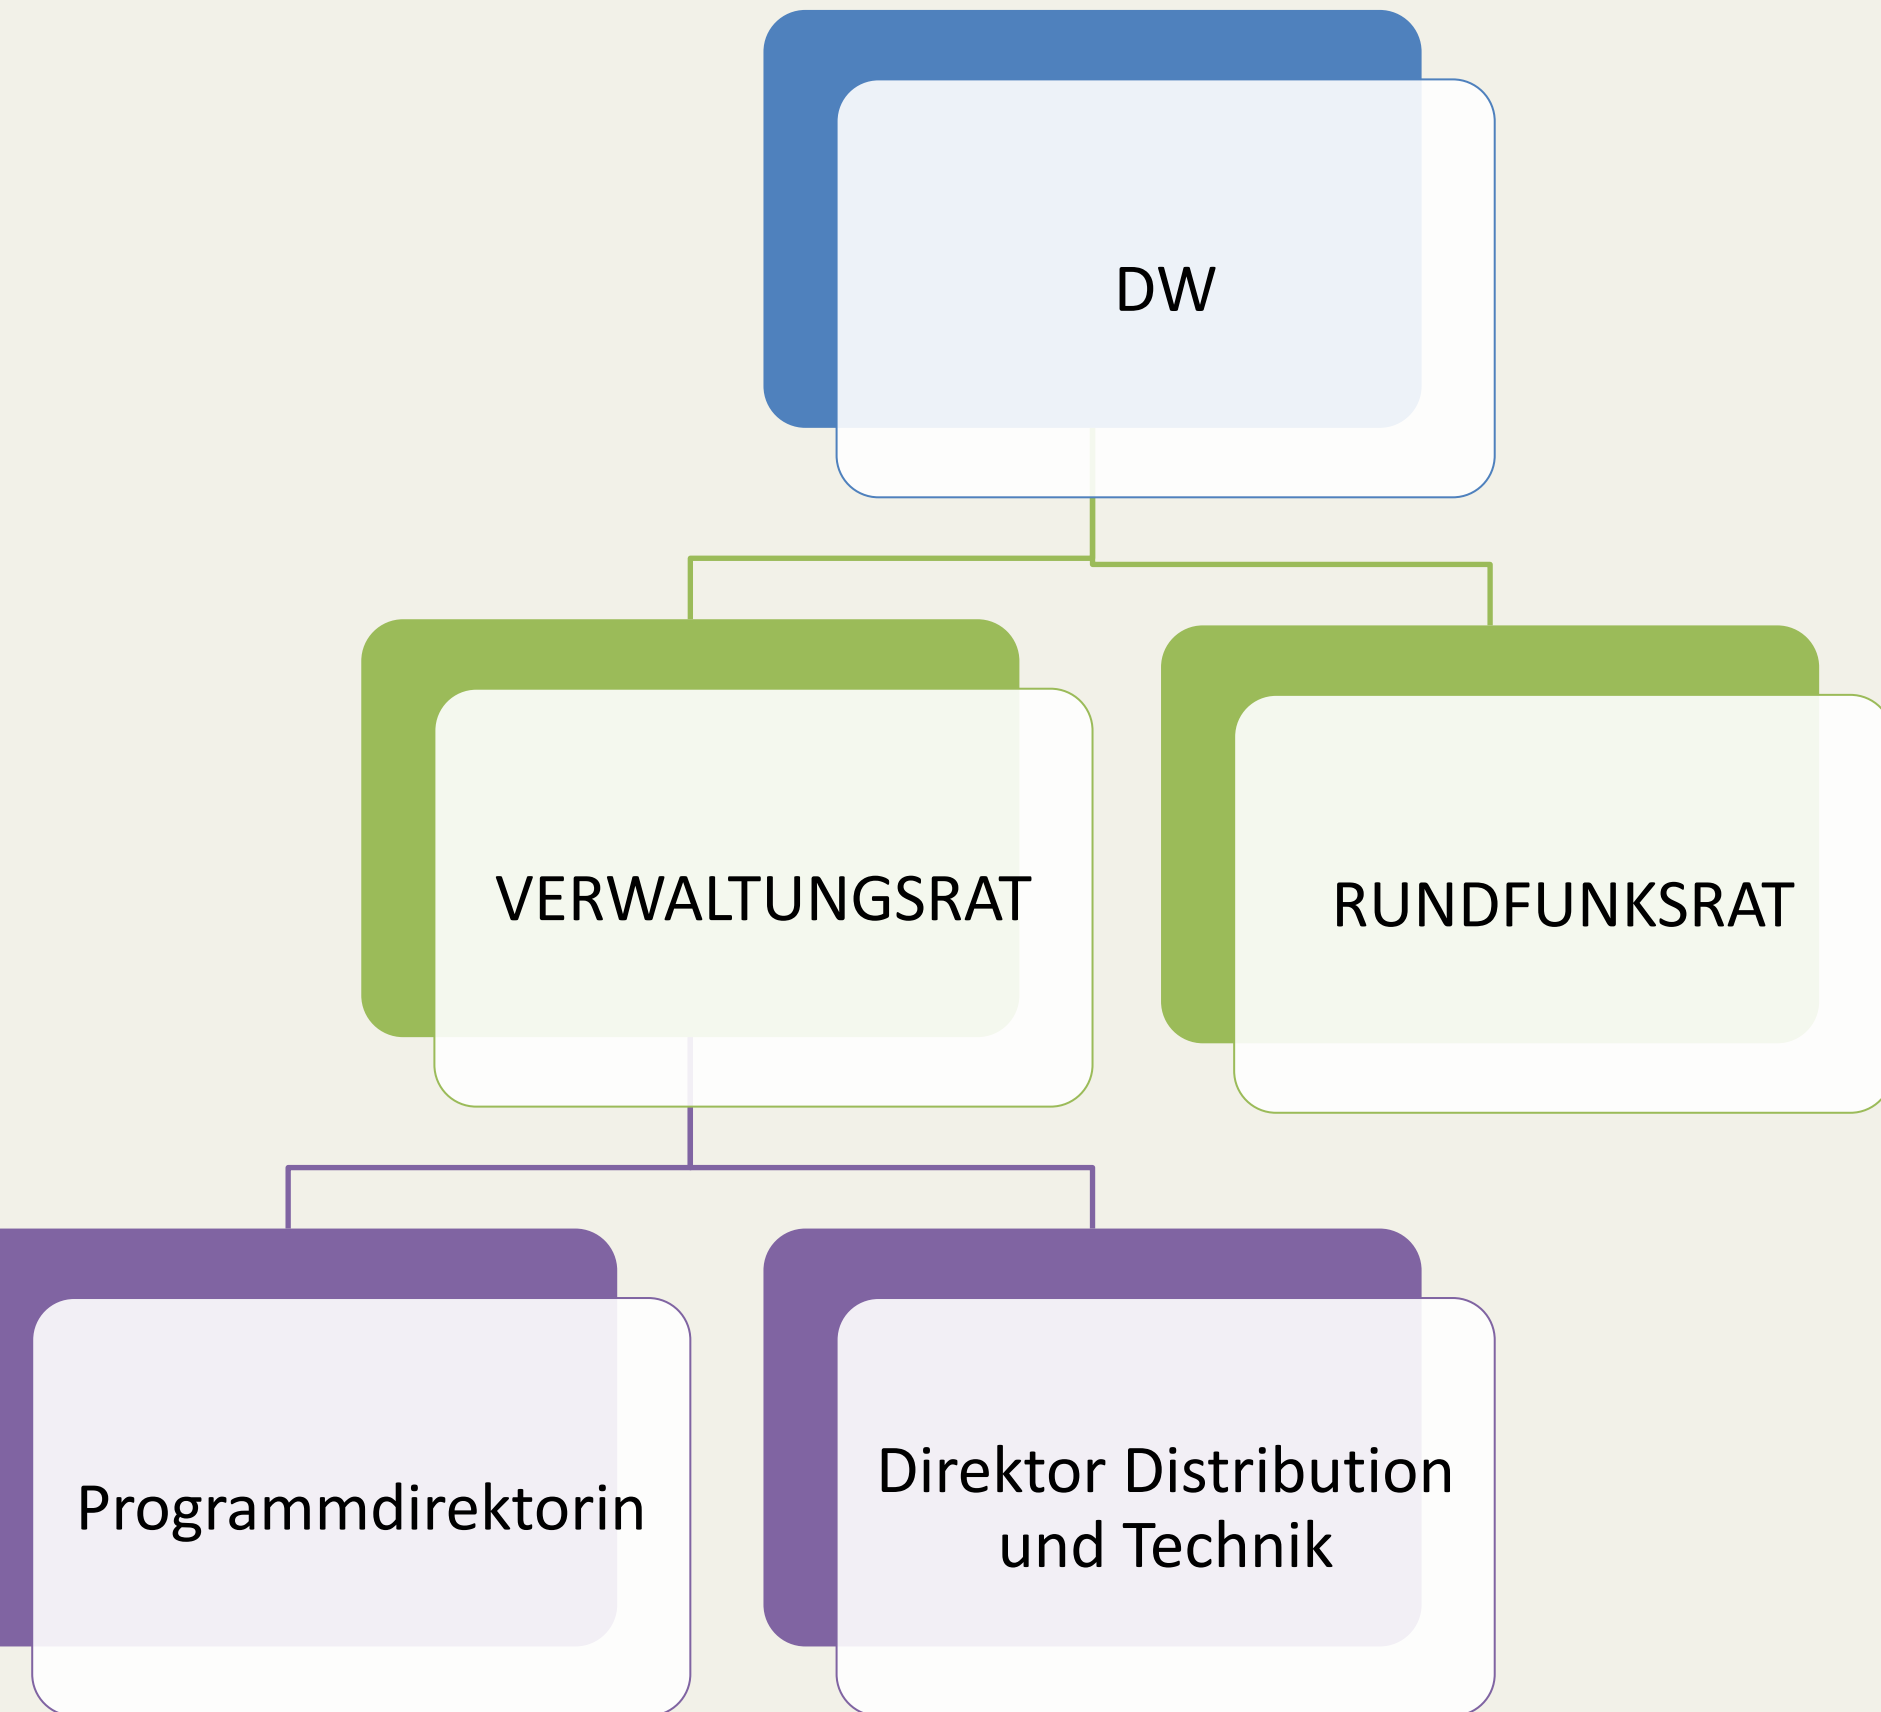 DW
VERWALTUNGSRAT
RUNDFUNKSRAT
Programmdirektorin
Direktor Distribution
und Technik